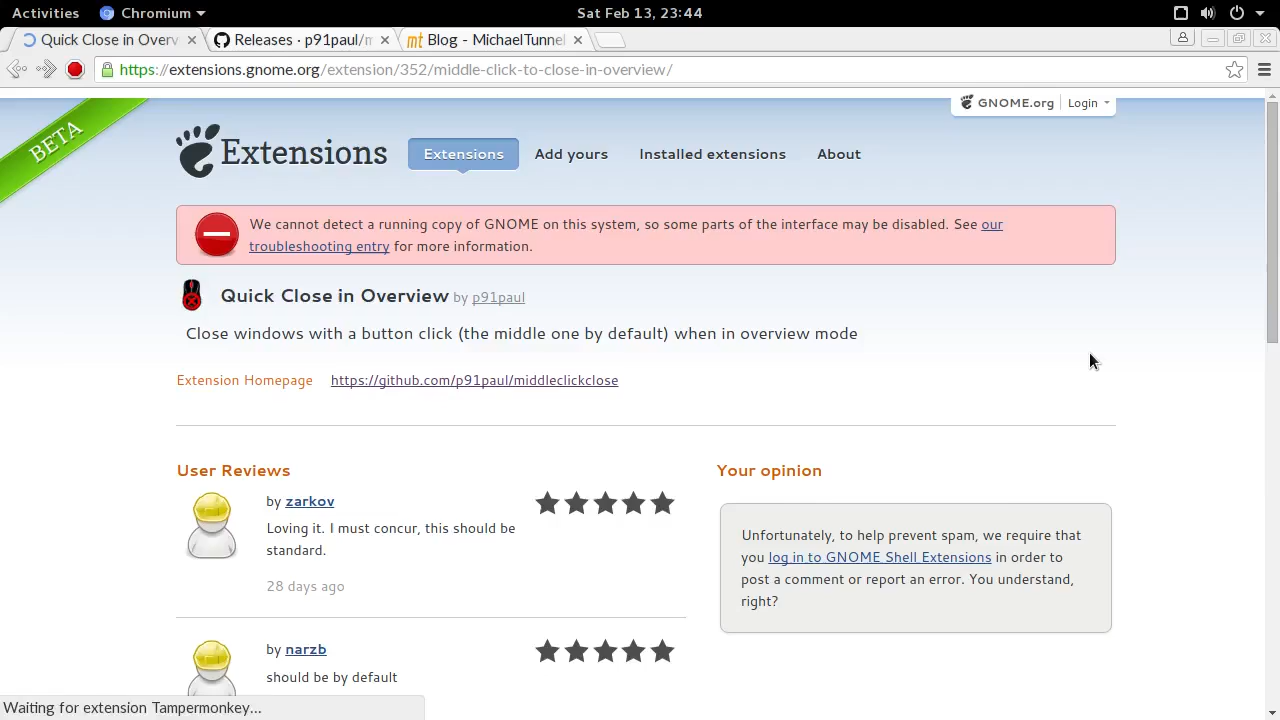 Activities Chromium Sat Feb 13, 23:44
Quick Close in Overv Releases · p91paul/m mt Blog - MichaelTunnel
https://extensions.gnome.org/extension/352/middle-click-to-close-in-overview/
BETA
GNOME.org Login
Extensions Extensions Add yours Installed extensions About
We cannot detect a running copy of GNOME on this system, so some parts of the interface may be disabled. See our
troubleshooting entry for more information.
Quick Close in Overview by p91paul
Close windows with a button click (the middle one by default) when in overview mode
Extension Homepage https://github.com/p91paul/middleclickclose
User Reviews
by zarkov
Loving it. I must concur, this should be
standard.
28 days ago
by narzb
should be by default
Your opinion
Unfortunately, to help prevent spam, we require that
you log in to GNOME Shell Extensions in order to
post a comment or report an error. You understand,
right?
Waiting for extension Tampermonkey...